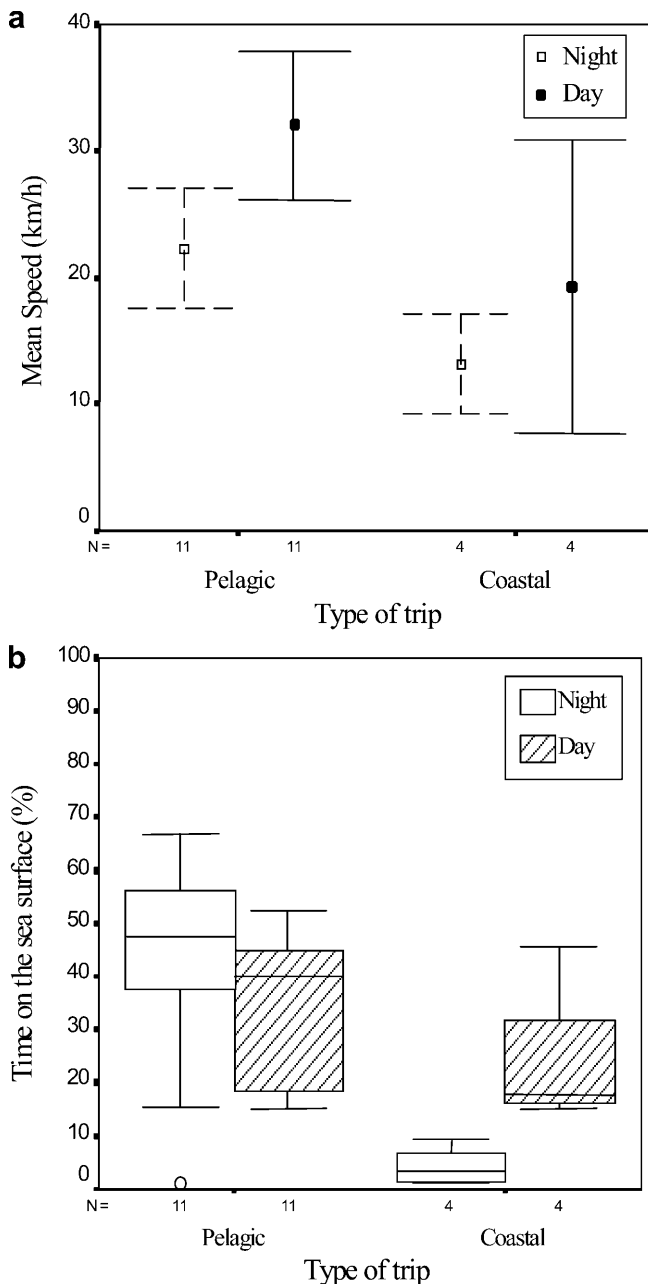 a
40
30
20
10
0
Mean Speed (km/h)
Night
Day
N = 11 11 4 4
Pelagic Coastal
Type of trip
b
100
90
80
70
60
50
40
30
20
10
0
Time on the sea surface (%)
Night
Day
N = 11 11 4 4
Pelagic Coastal
Type of trip